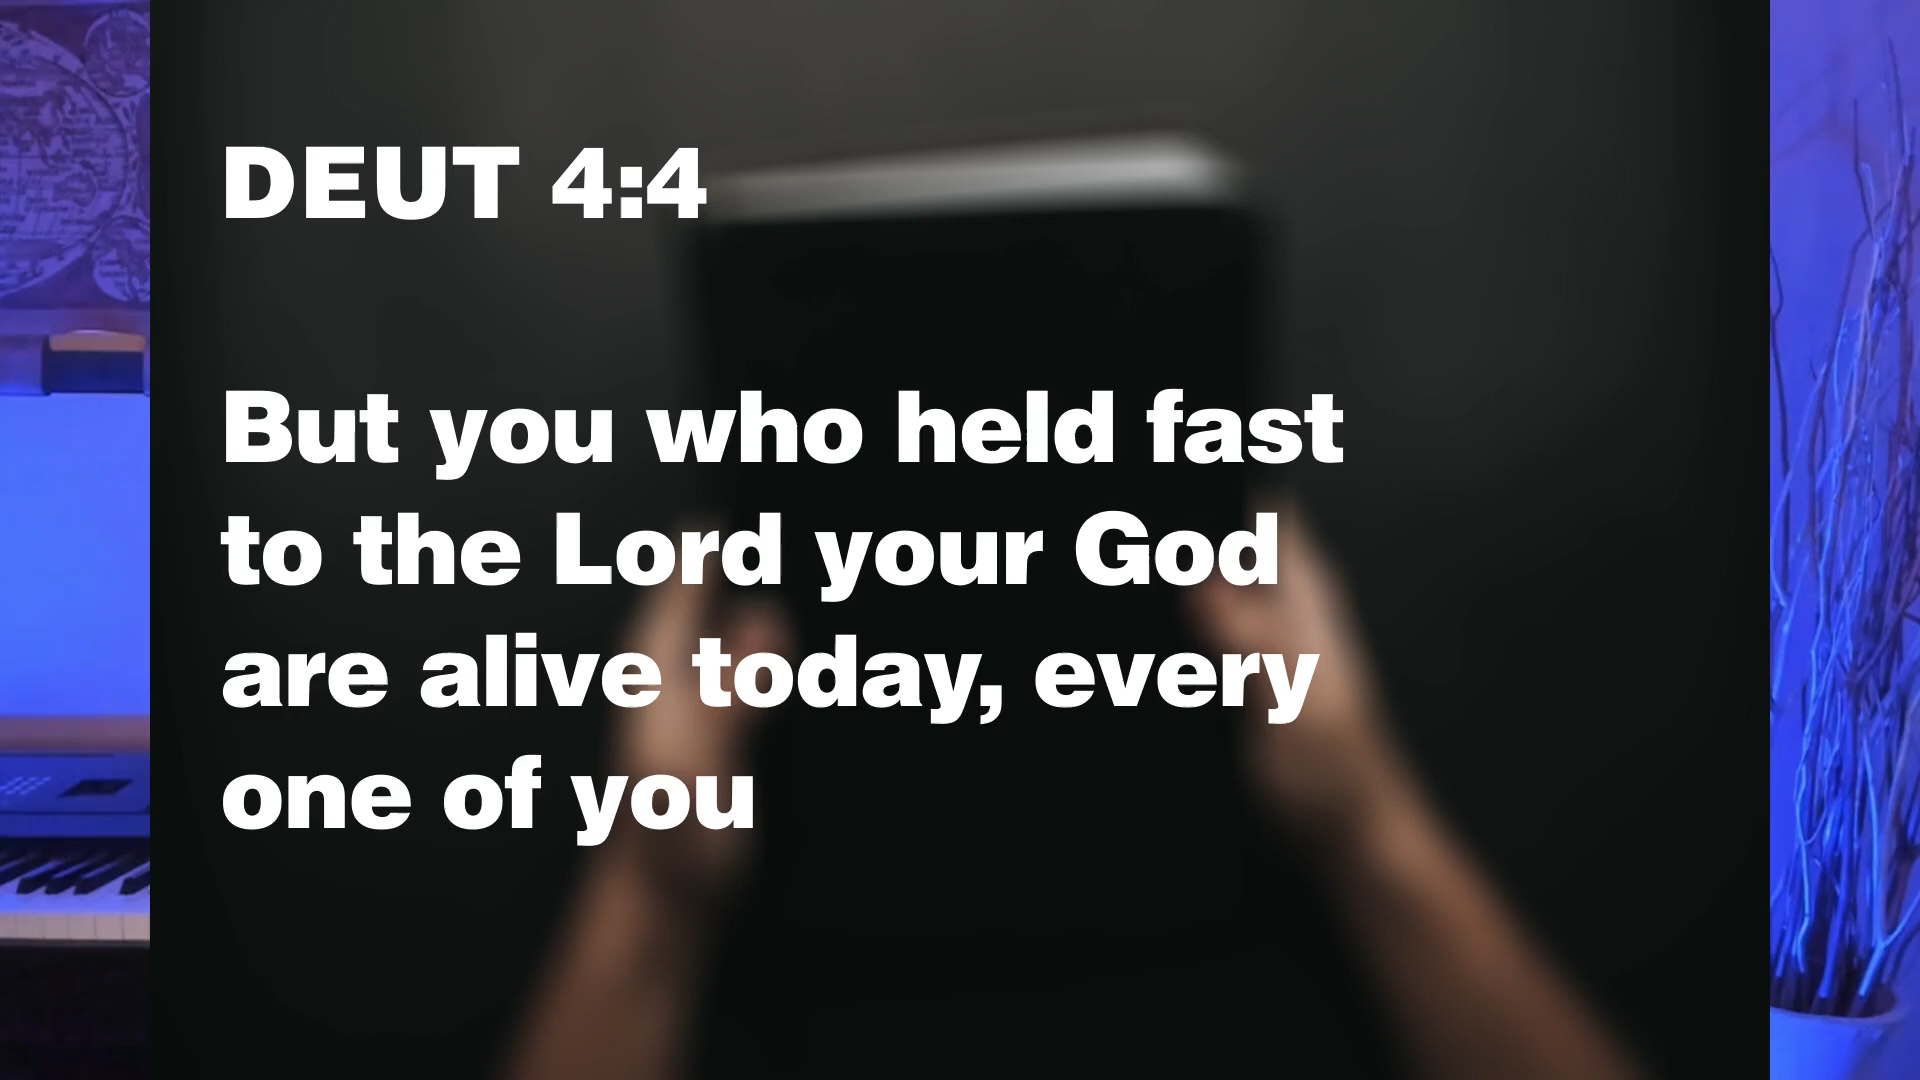 DEUT 4:4
But you who held fast
to the Lord your God
are alive today, every
one of you